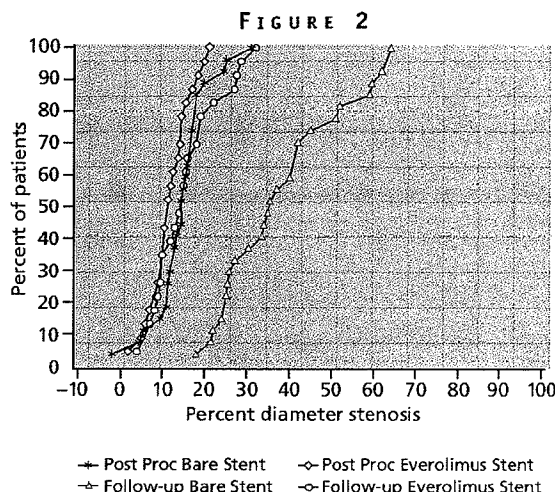 FIGURE 2
Percent of patients
100
90
80
70
60
50
40
30
20
10
0
−10 0 10 20 30 40 50 60 70 80 90 100
Percent diameter stenosis
Post Proc Bare Stent Post Proc Everolimus Stent
Follow-up Bare Stent Follow-up Everolimus Stent